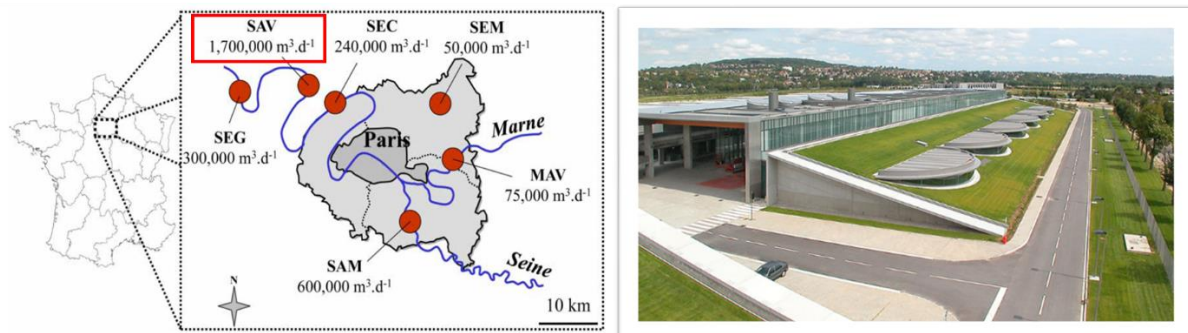 SAV
1,700,000 m³.d⁻¹
SEC
240,000 m³.d⁻¹
SEM
50,000 m³.d⁻¹
SEG
300,000 m³.d⁻¹
Paris
Marne
MAV
75,000 m³.d⁻¹
SAM
600,000 m³.d⁻¹
Seine
N
10 km